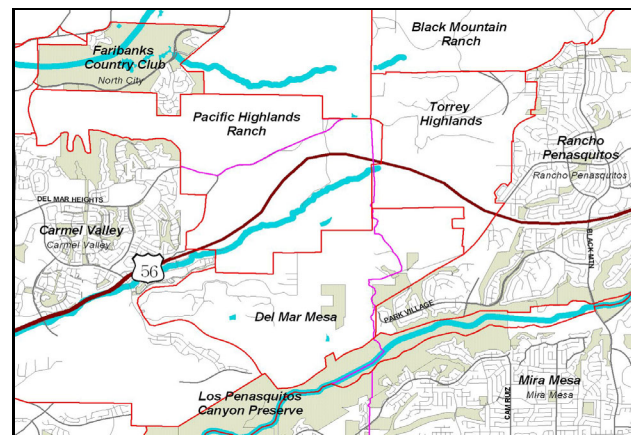 Black Mountain
Ranch
Faribanks
Country Club
North City
Pacific Highlands
Ranch
Torrey
Highlands
Rancho
Penasquitos
Rancho Penasquitos
DEL MAR HEIGHTS
Carmel Valley
Carmel Valley
56
BLACK MTN
Del Mar Mesa
PARK VILLAGE
Los Penasquitos
Canyon Preserve
CAM RUIZ
Mira Mesa
Mira Mesa